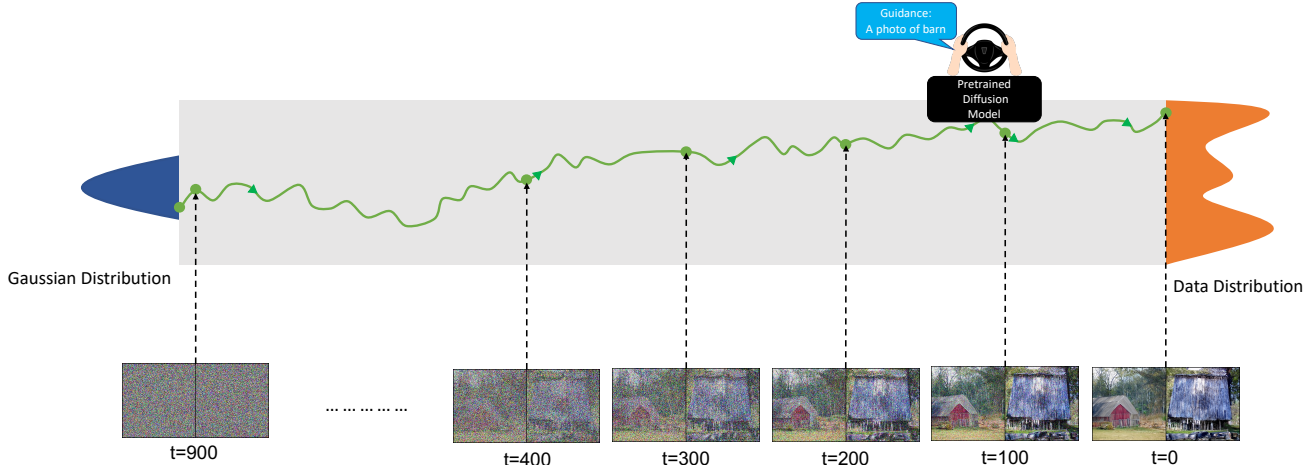 Guidance:
A photo of barn
Pretrained
Diffusion
Model
Gaussian Distribution
Data Distribution
... ... ... ... ...
t=900
t=400
t=300
t=200
t=100
t=0